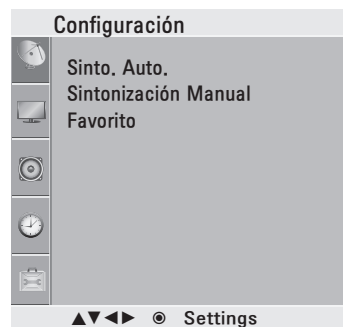 Configuración
Sinto. Auto.
Sintonización Manual
Favorito
▲▼◄► ◉ Settings